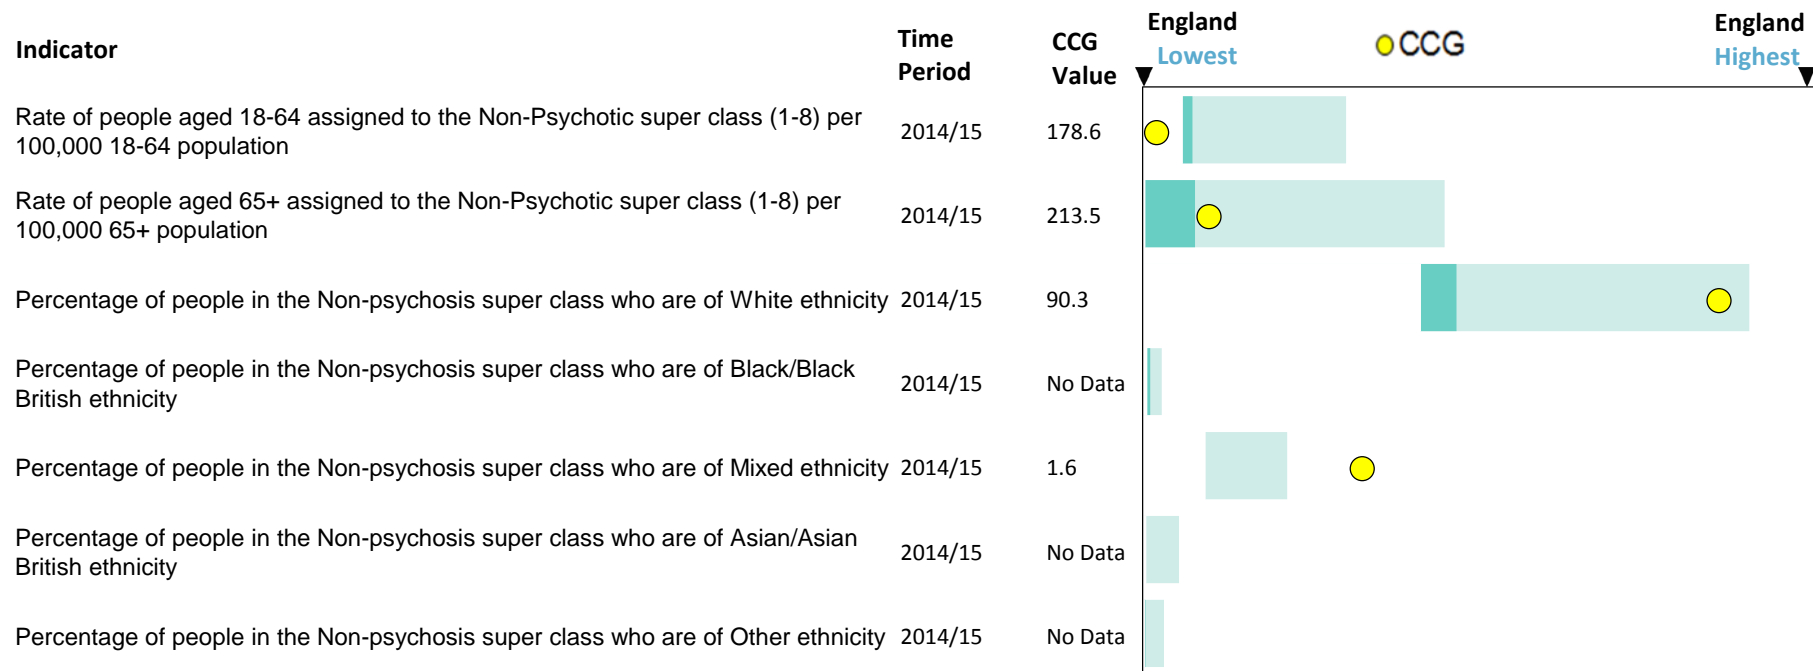 Indicator
Time
Period
CCG
Value
England
Lowest
CCG
England
Highest
Rate of people aged 18-64 assigned to the Non-Psychotic super class (1-8) per
100,000 18-64 population
2014/15
178.6
Rate of people aged 65+ assigned to the Non-Psychotic super class (1-8) per
100,000 65+ population
2014/15
213.5
Percentage of people in the Non-psychosis super class who are of White ethnicity
2014/15
90.3
Percentage of people in the Non-psychosis super class who are of Black/Black
British ethnicity
2014/15
No Data
Percentage of people in the Non-psychosis super class who are of Mixed ethnicity
2014/15
1.6
Percentage of people in the Non-psychosis super class who are of Asian/Asian
British ethnicity
2014/15
No Data
Percentage of people in the Non-psychosis super class who are of Other ethnicity
2014/15
No Data